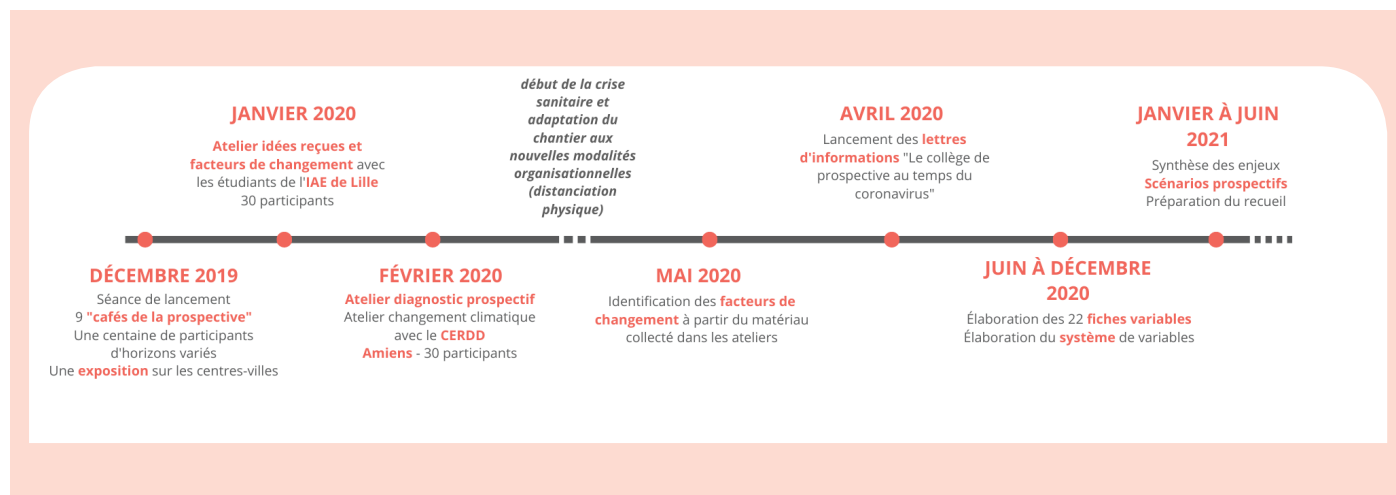 DÉCEMBRE 2019
Séance de lancement
9 "cafés de la prospective"
Une centaine de participants
d'horizons variés
Une exposition sur les centres-villes
JANVIER 2020
Atelier idées reçues et
facteurs de changement avec
les étudiants de l'IAE de Lille
30 participants
FÉVRIER 2020
Atelier diagnostic prospectif
Atelier changement climatique
avec le CERDD
Amiens - 30 participants
début de la crise
sanitaire et
adaptation du
chantier aux
nouvelles modalités
organisationnelles
(distanciation
physique)
MAI 2020
Identification des facteurs de
changement à partir du matériau
collecté dans les ateliers
AVRIL 2020
Lancement des lettres
d'informations "Le collège de
prospective au temps du
coronavirus"
JUIN À DÉCEMBRE
2020
Élaboration des 22 fiches variables
Élaboration du système de variables
JANVIER À JUIN
2021
Synthèse des enjeux
Scénarios prospectifs
Préparation du recueil